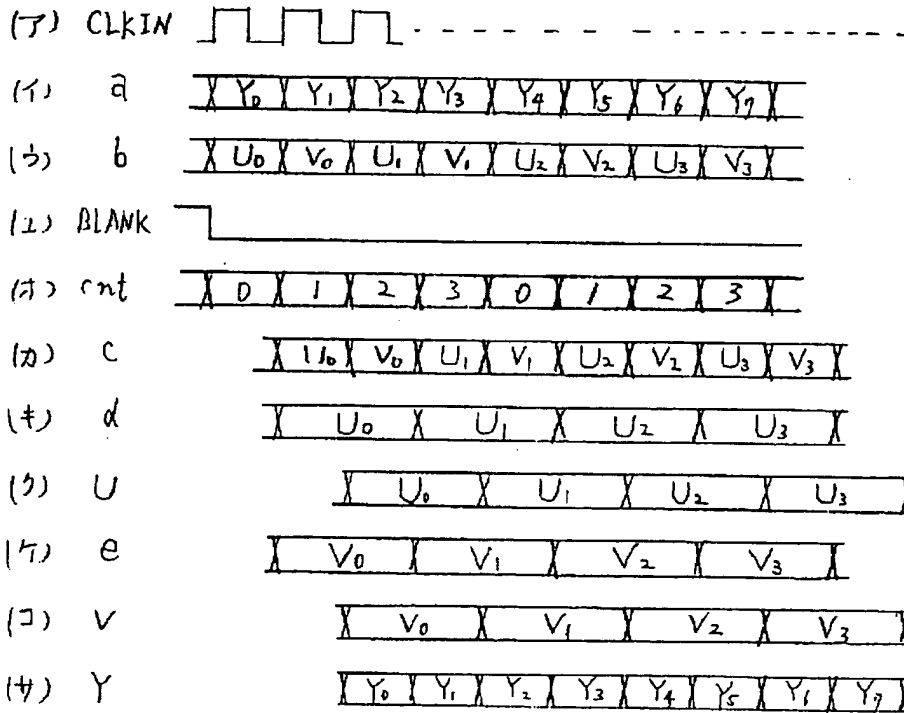 (ア) CLKIN
(イ) a Y₀ Y₁ Y₂ Y₃ Y₄ Y₅ Y₆ Y₇
(ウ) b U₀ V₀ U₁ V₁ U₂ V₂ U₃ V₃
(エ) BLANK
(オ) cnt 0 1 2 3 0 1 2 3
(カ) c U₀ V₀ U₁ V₁ U₂ V₂ U₃ V₃
(キ) d U₀ U₁ U₂ U₃
(ク) U U₀ U₁ U₂ U₃
(ケ) e V₀ V₁ V₂ V₃
(コ) V V₀ V₁ V₂ V₃
(サ) Y Y₀ Y₁ Y₂ Y₃ Y₄ Y₅ Y₆ Y₇